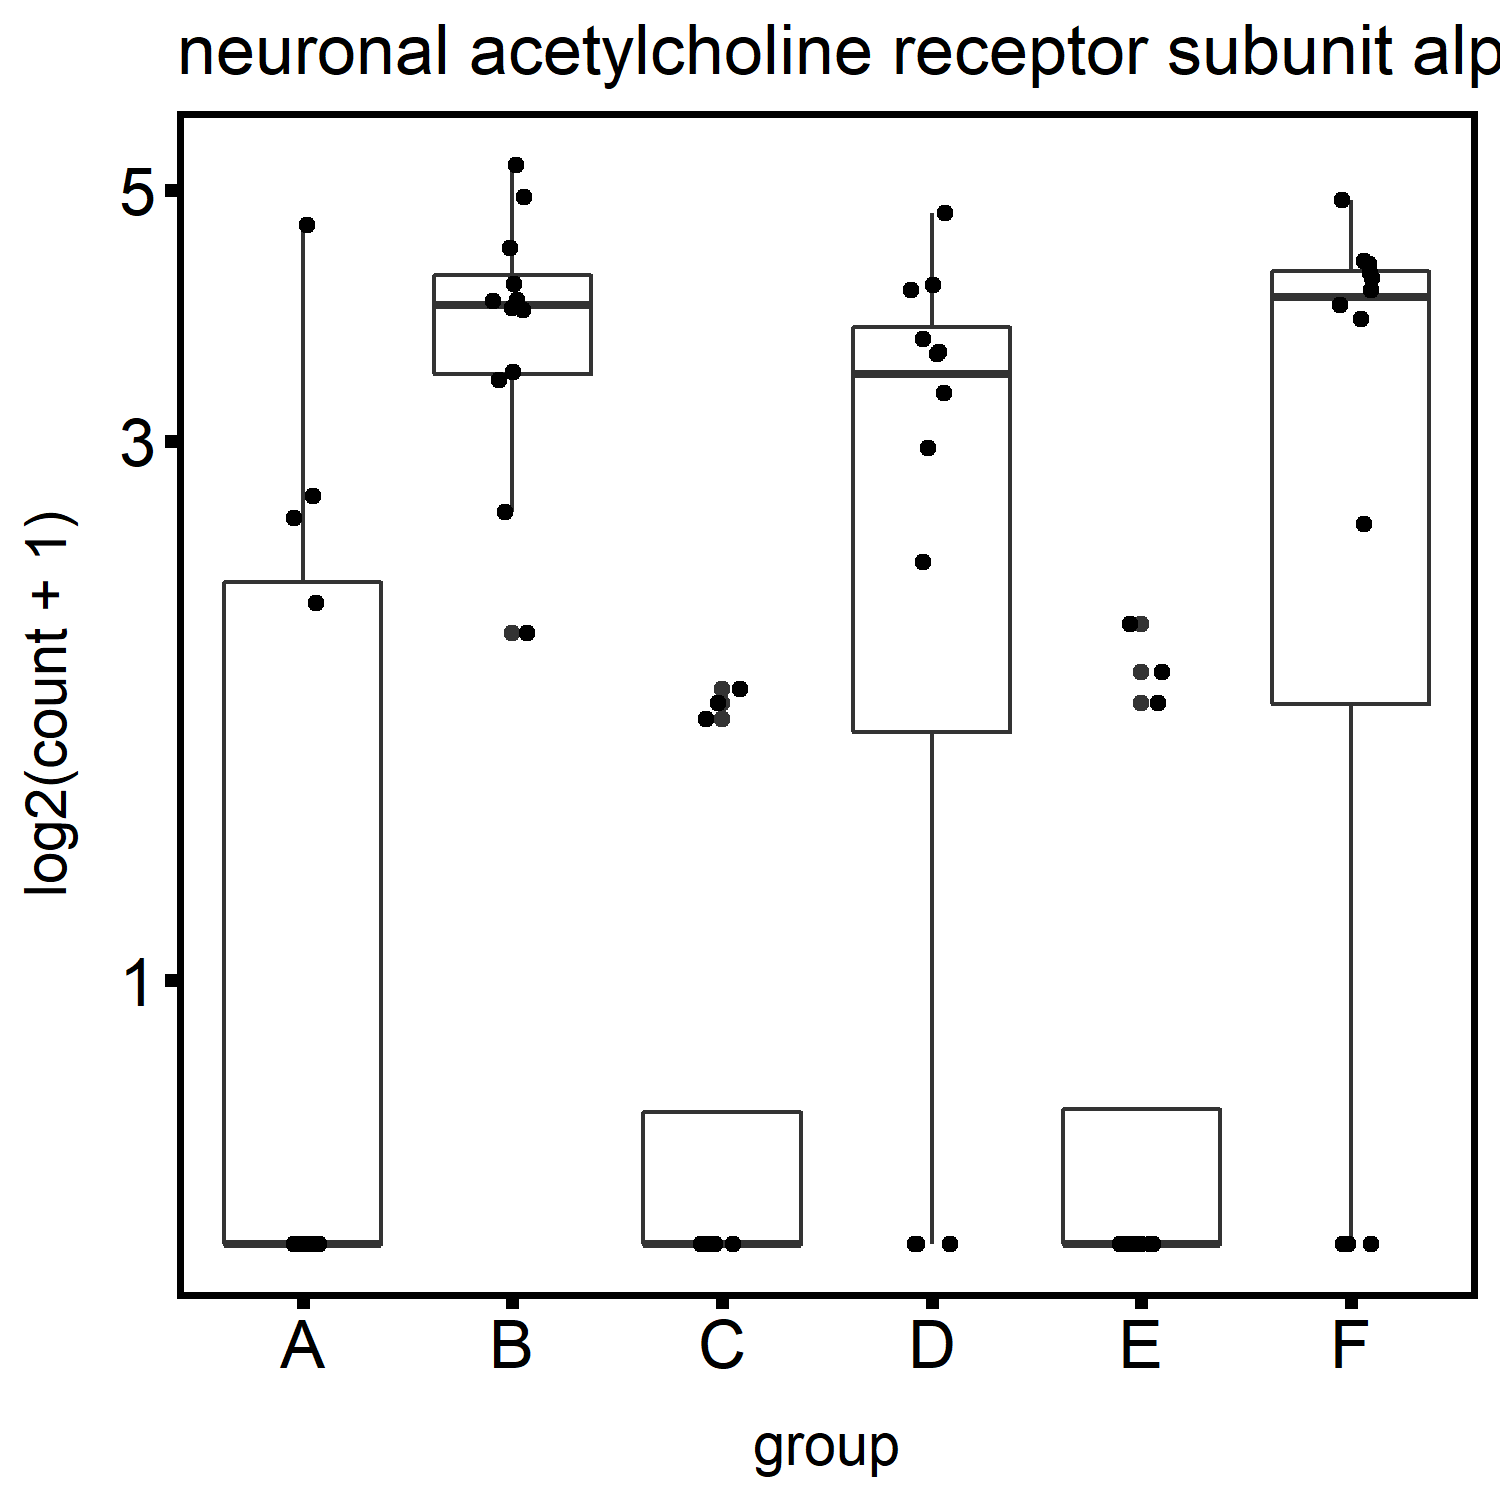 neuronal acetylcholine receptor subunit alp
5
3
1
log2(count + 1)
A B C D E F
group